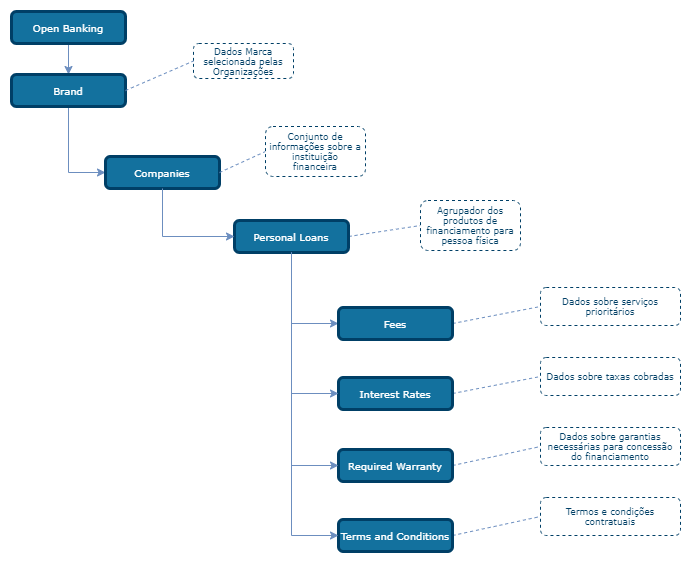 Open Banking
Dados Marca
selecionada pelas
Organizações
Brand
Conjunto de
informações sobre a
instituição
financeira
Companies
Agrupador dos
produtos de
financiamento para
pessoa física
Personal Loans
Dados sobre serviços
prioritários
Fees
Dados sobre taxas cobradas
Interest Rates
Dados sobre garantias
necessárias para concessão
do financiamento
Required Warranty
Termos e condições
contratuais
Terms and Conditions